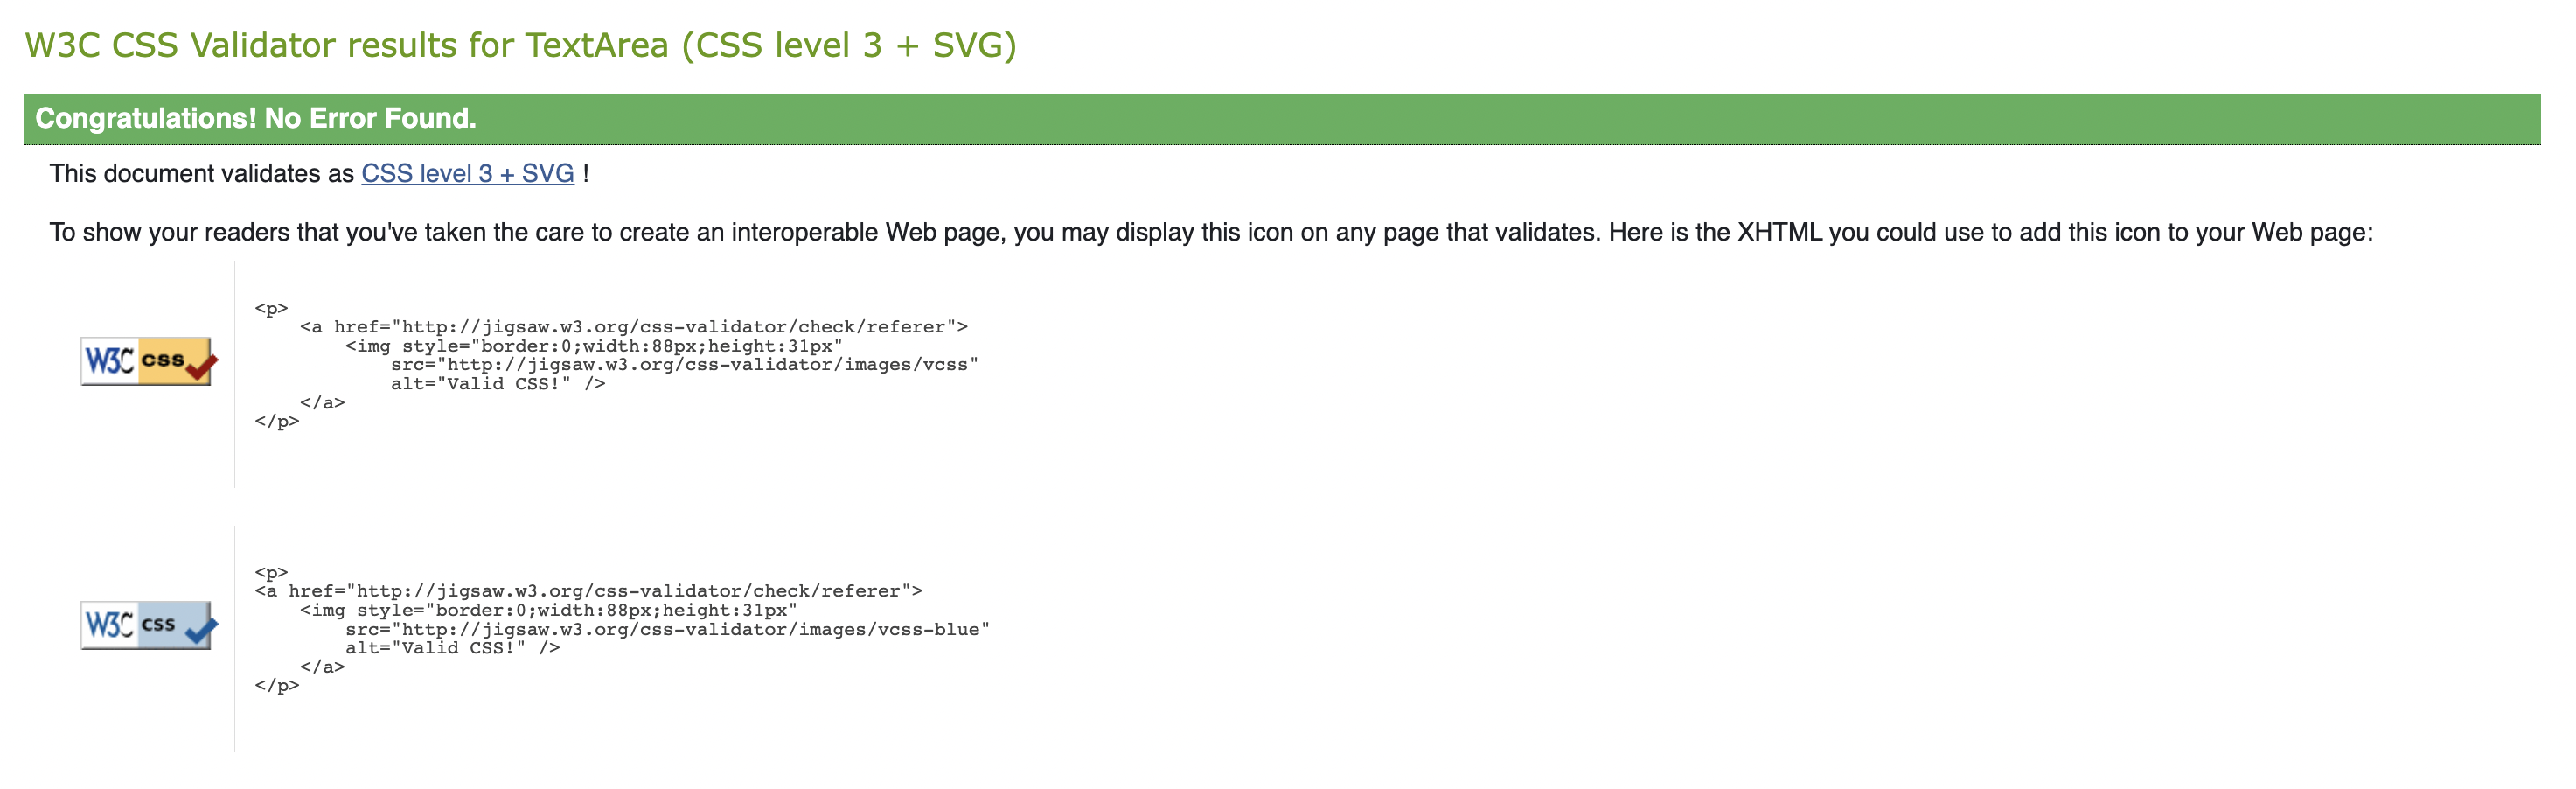 W3C CSS Validator results for TextArea (CSS level 3 + SVG)
Congratulations! No Error Found.
This document validates as CSS level 3 + SVG !
To show your readers that you've taken the care to create an interoperable Web page, you may display this icon on any page that validates. Here is the XHTML you could use to add this icon to your Web page:
W3C css
<p>
    <a href="http://jigsaw.w3.org/css-validator/check/referer">
        <img style="border:0;width:88px;height:31px"
            src="http://jigsaw.w3.org/css-validator/images/vcss"
            alt="Valid CSS!" />
    </a>
</p>
W3C css
<p>
<a href="http://jigsaw.w3.org/css-validator/check/referer">
    <img style="border:0;width:88px;height:31px"
        src="http://jigsaw.w3.org/css-validator/images/vcss-blue"
        alt="Valid CSS!" />
    </a>
</p>